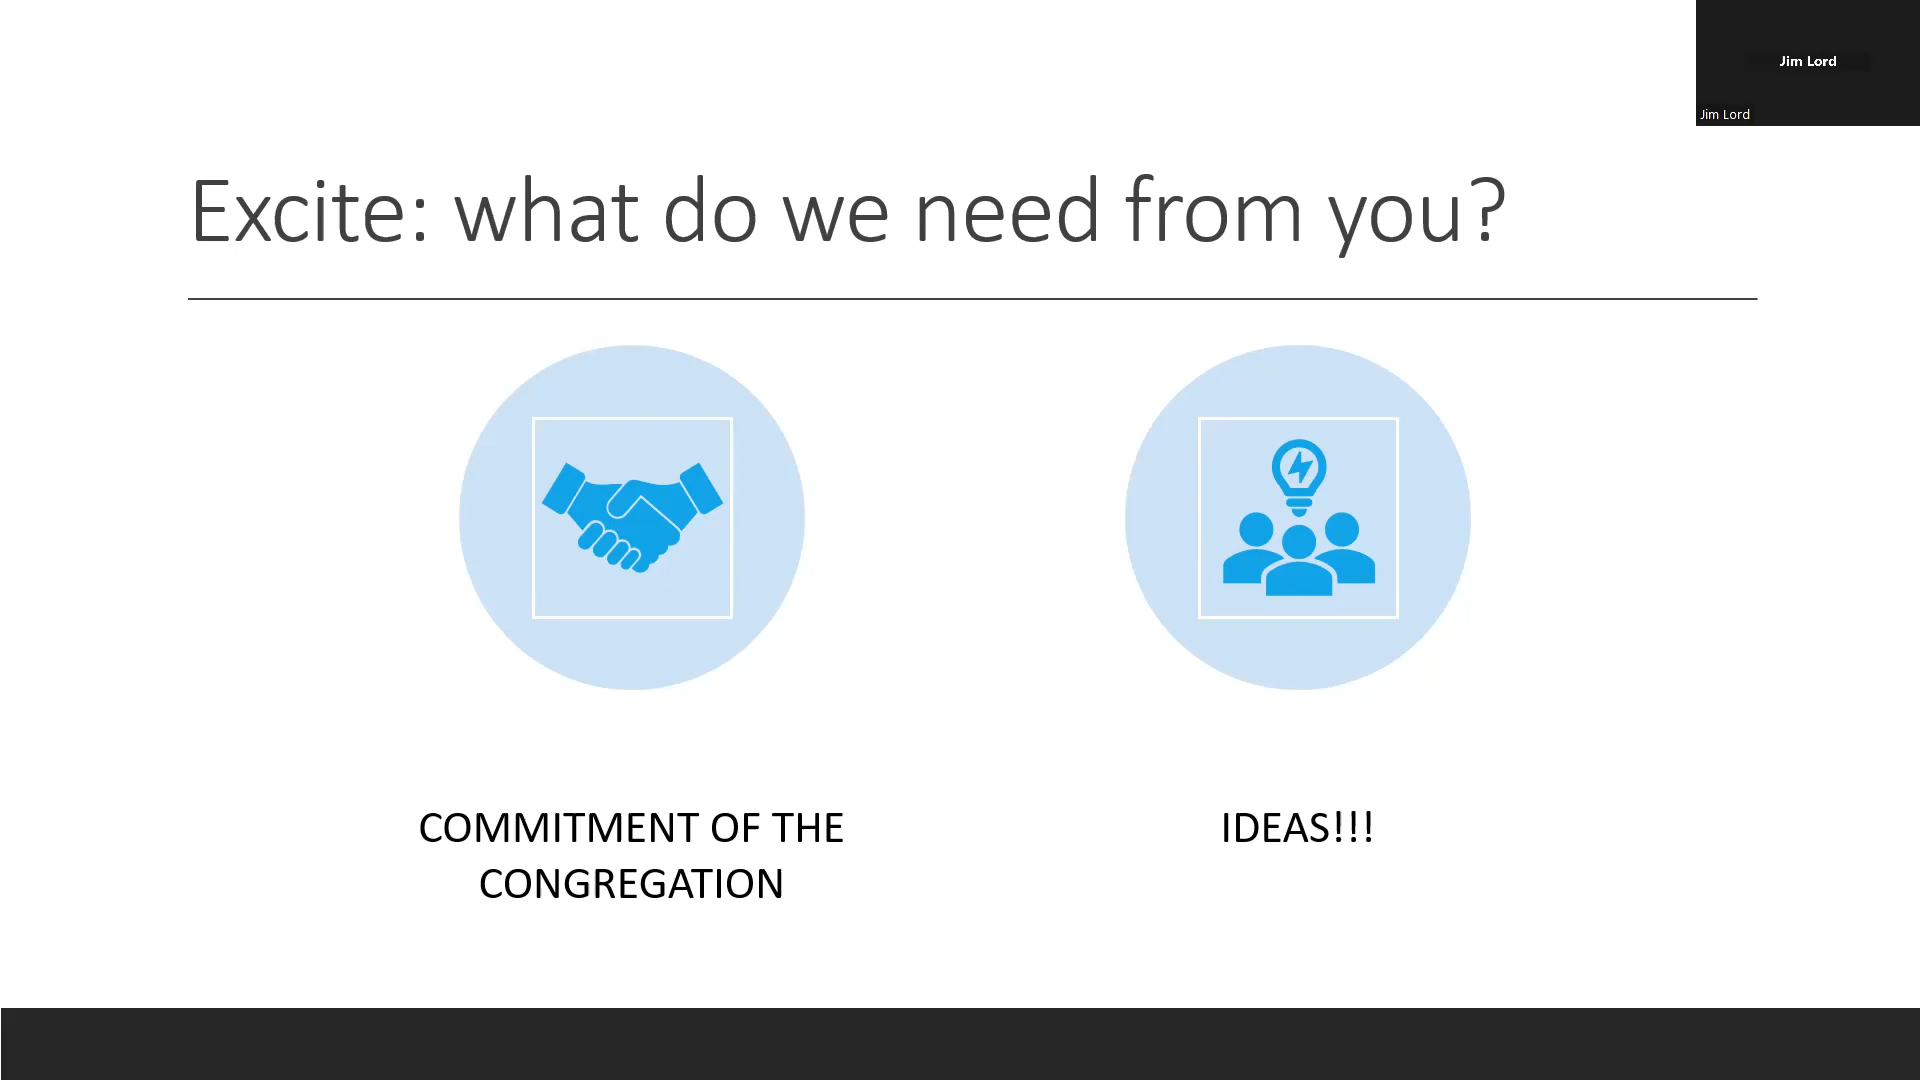 Jim Lord
Jim Lord
Excite: what do we need from you?
COMMITMENT OF THE
CONGREGATION
IDEAS!!!